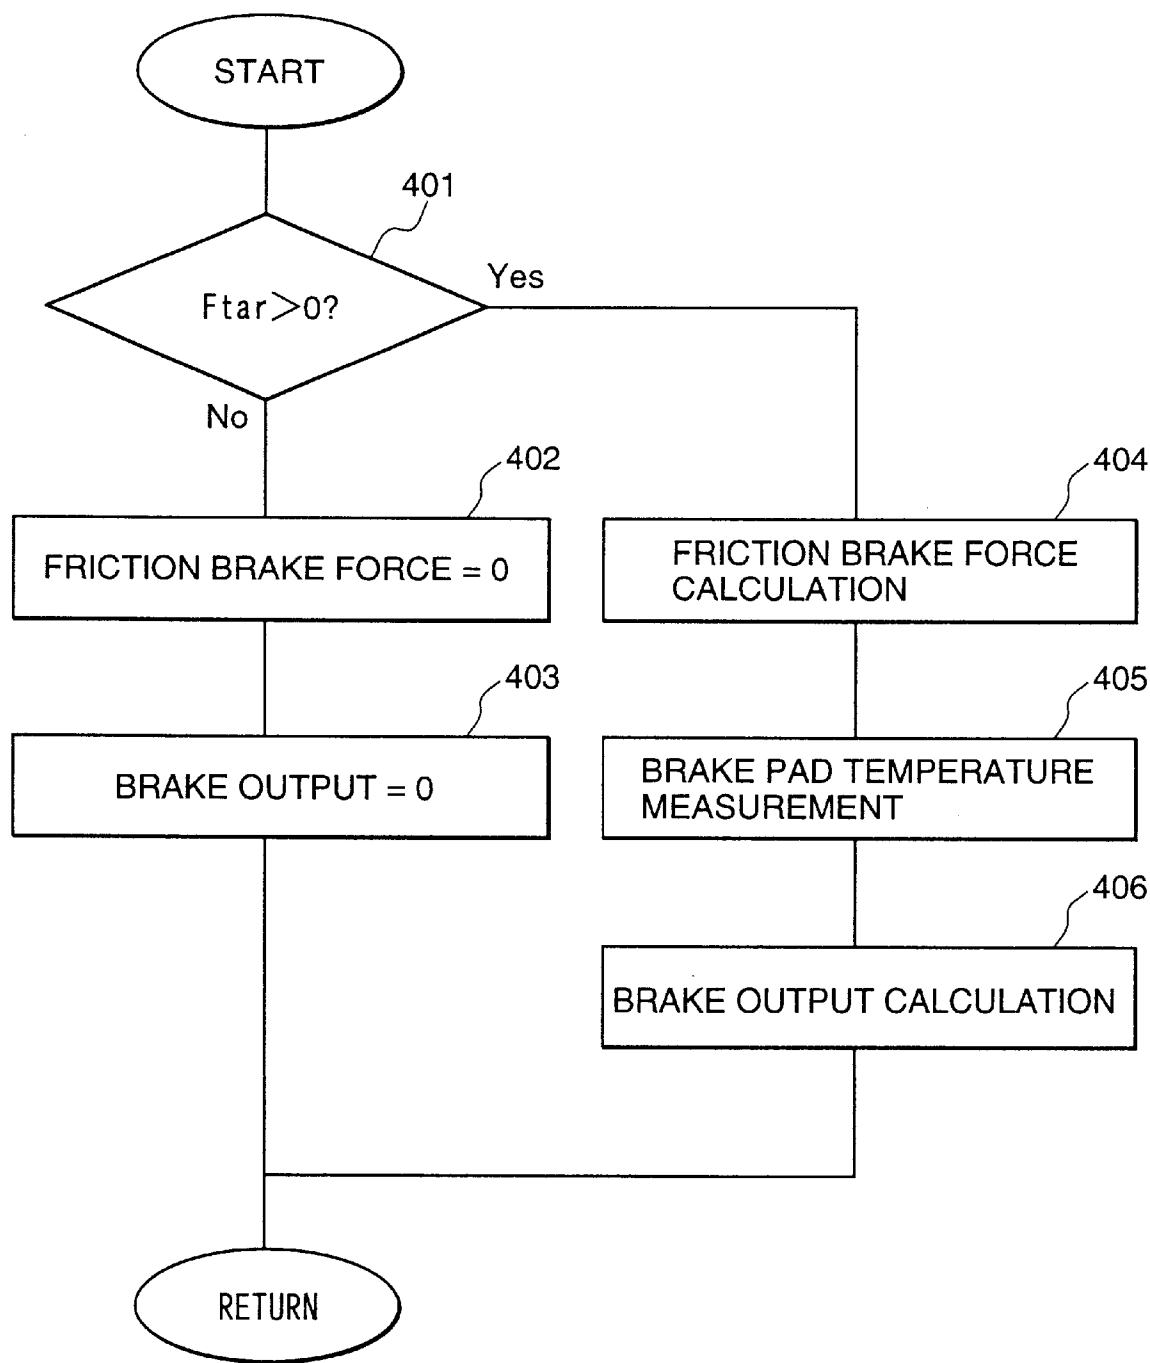 START
401
Ftar>0?
Yes
No
402
FRICTION BRAKE FORCE = 0
403
BRAKE OUTPUT = 0
404
FRICTION BRAKE FORCE
CALCULATION
405
BRAKE PAD TEMPERATURE
MEASUREMENT
406
BRAKE OUTPUT CALCULATION
RETURN